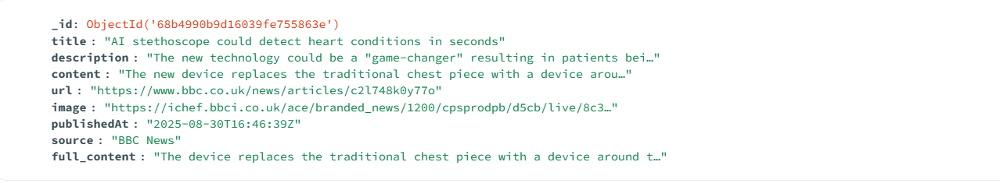 _id: ObjectId('68b4990b9d16039fe755863e')
title : "AI stethoscope could detect heart conditions in seconds"
description : "The new technology could be a "game-changer" resulting in patients bei…"
content : "The new device replaces the traditional chest piece with a device arou…"
url : "https://www.bbc.co.uk/news/articles/c2l748k0y77o"
image : "https://ichef.bbci.co.uk/ace/branded_news/1200/cpsprodpb/d5cb/live/8c3…"
publishedAt : "2025-08-30T16:46:39Z"
source : "BBC News"
full_content : "The device replaces the traditional chest piece with a device around t…"